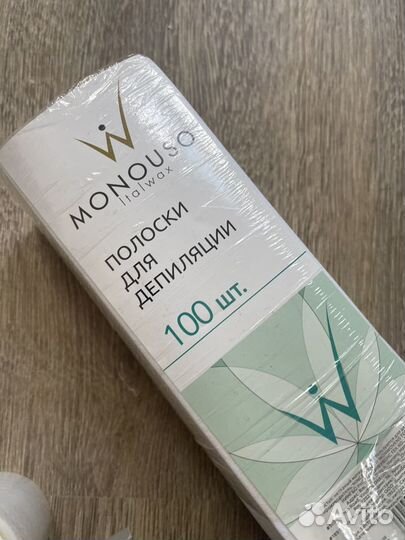 MONOUSO
Italwax
ПОЛОСКИ
ДЛЯ
ДЕПИЛЯЦИИ
100 шт.
Avito